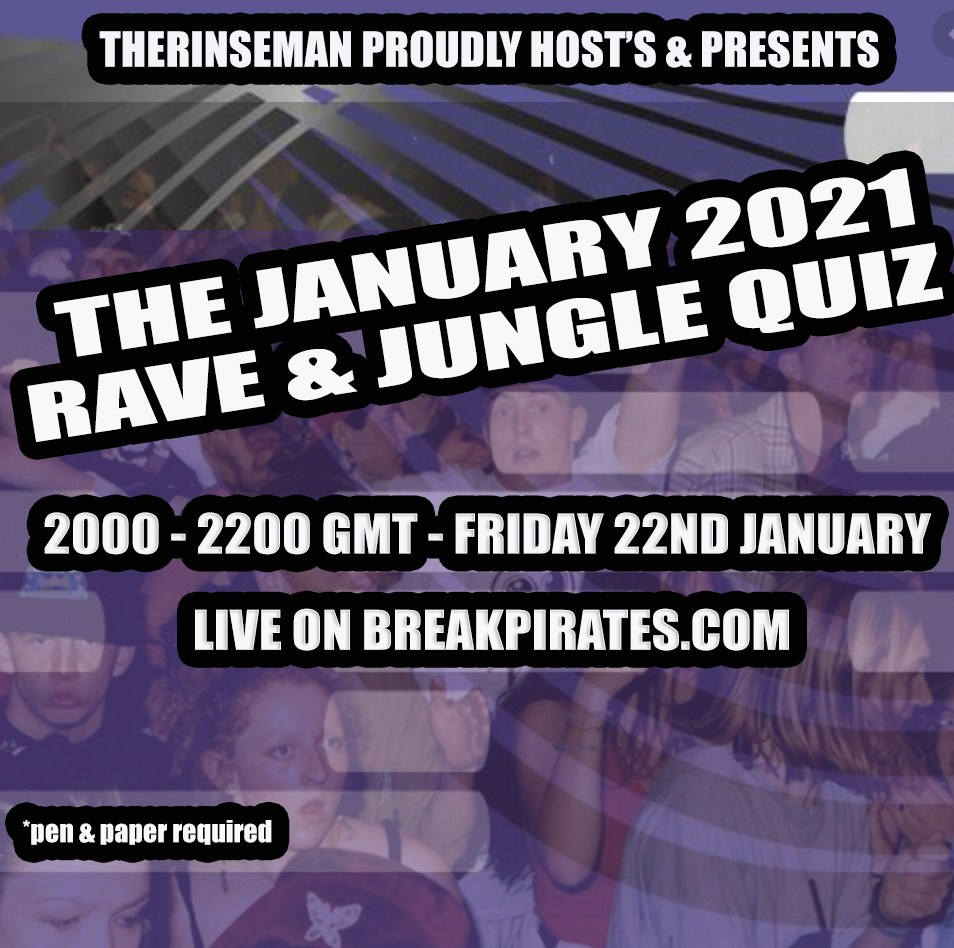 THERINSEMAN PROUDLY HOST'S & PRESENTS
THE JANUARY 2021
RAVE & JUNGLE QUIZ
2000 - 2200 GMT - FRIDAY 22ND JANUARY
LIVE ON BREAKPIRATES.COM
*pen & paper required